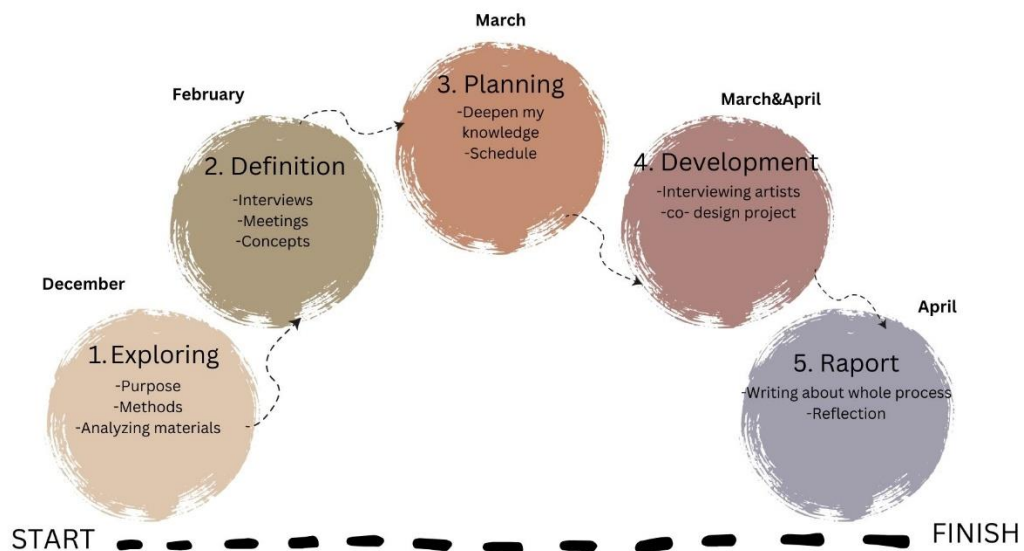 December
1. Exploring
-Purpose
-Methods
-Analyzing materials
February
2. Definition
-Interviews
-Meetings
-Concepts
March
3. Planning
-Deepen my
knowledge
-Schedule
March&April
4. Development
-Interviewing artists
-co- design project
April
5. Raport
-Writing about whole process
-Reflection
START
FINISH